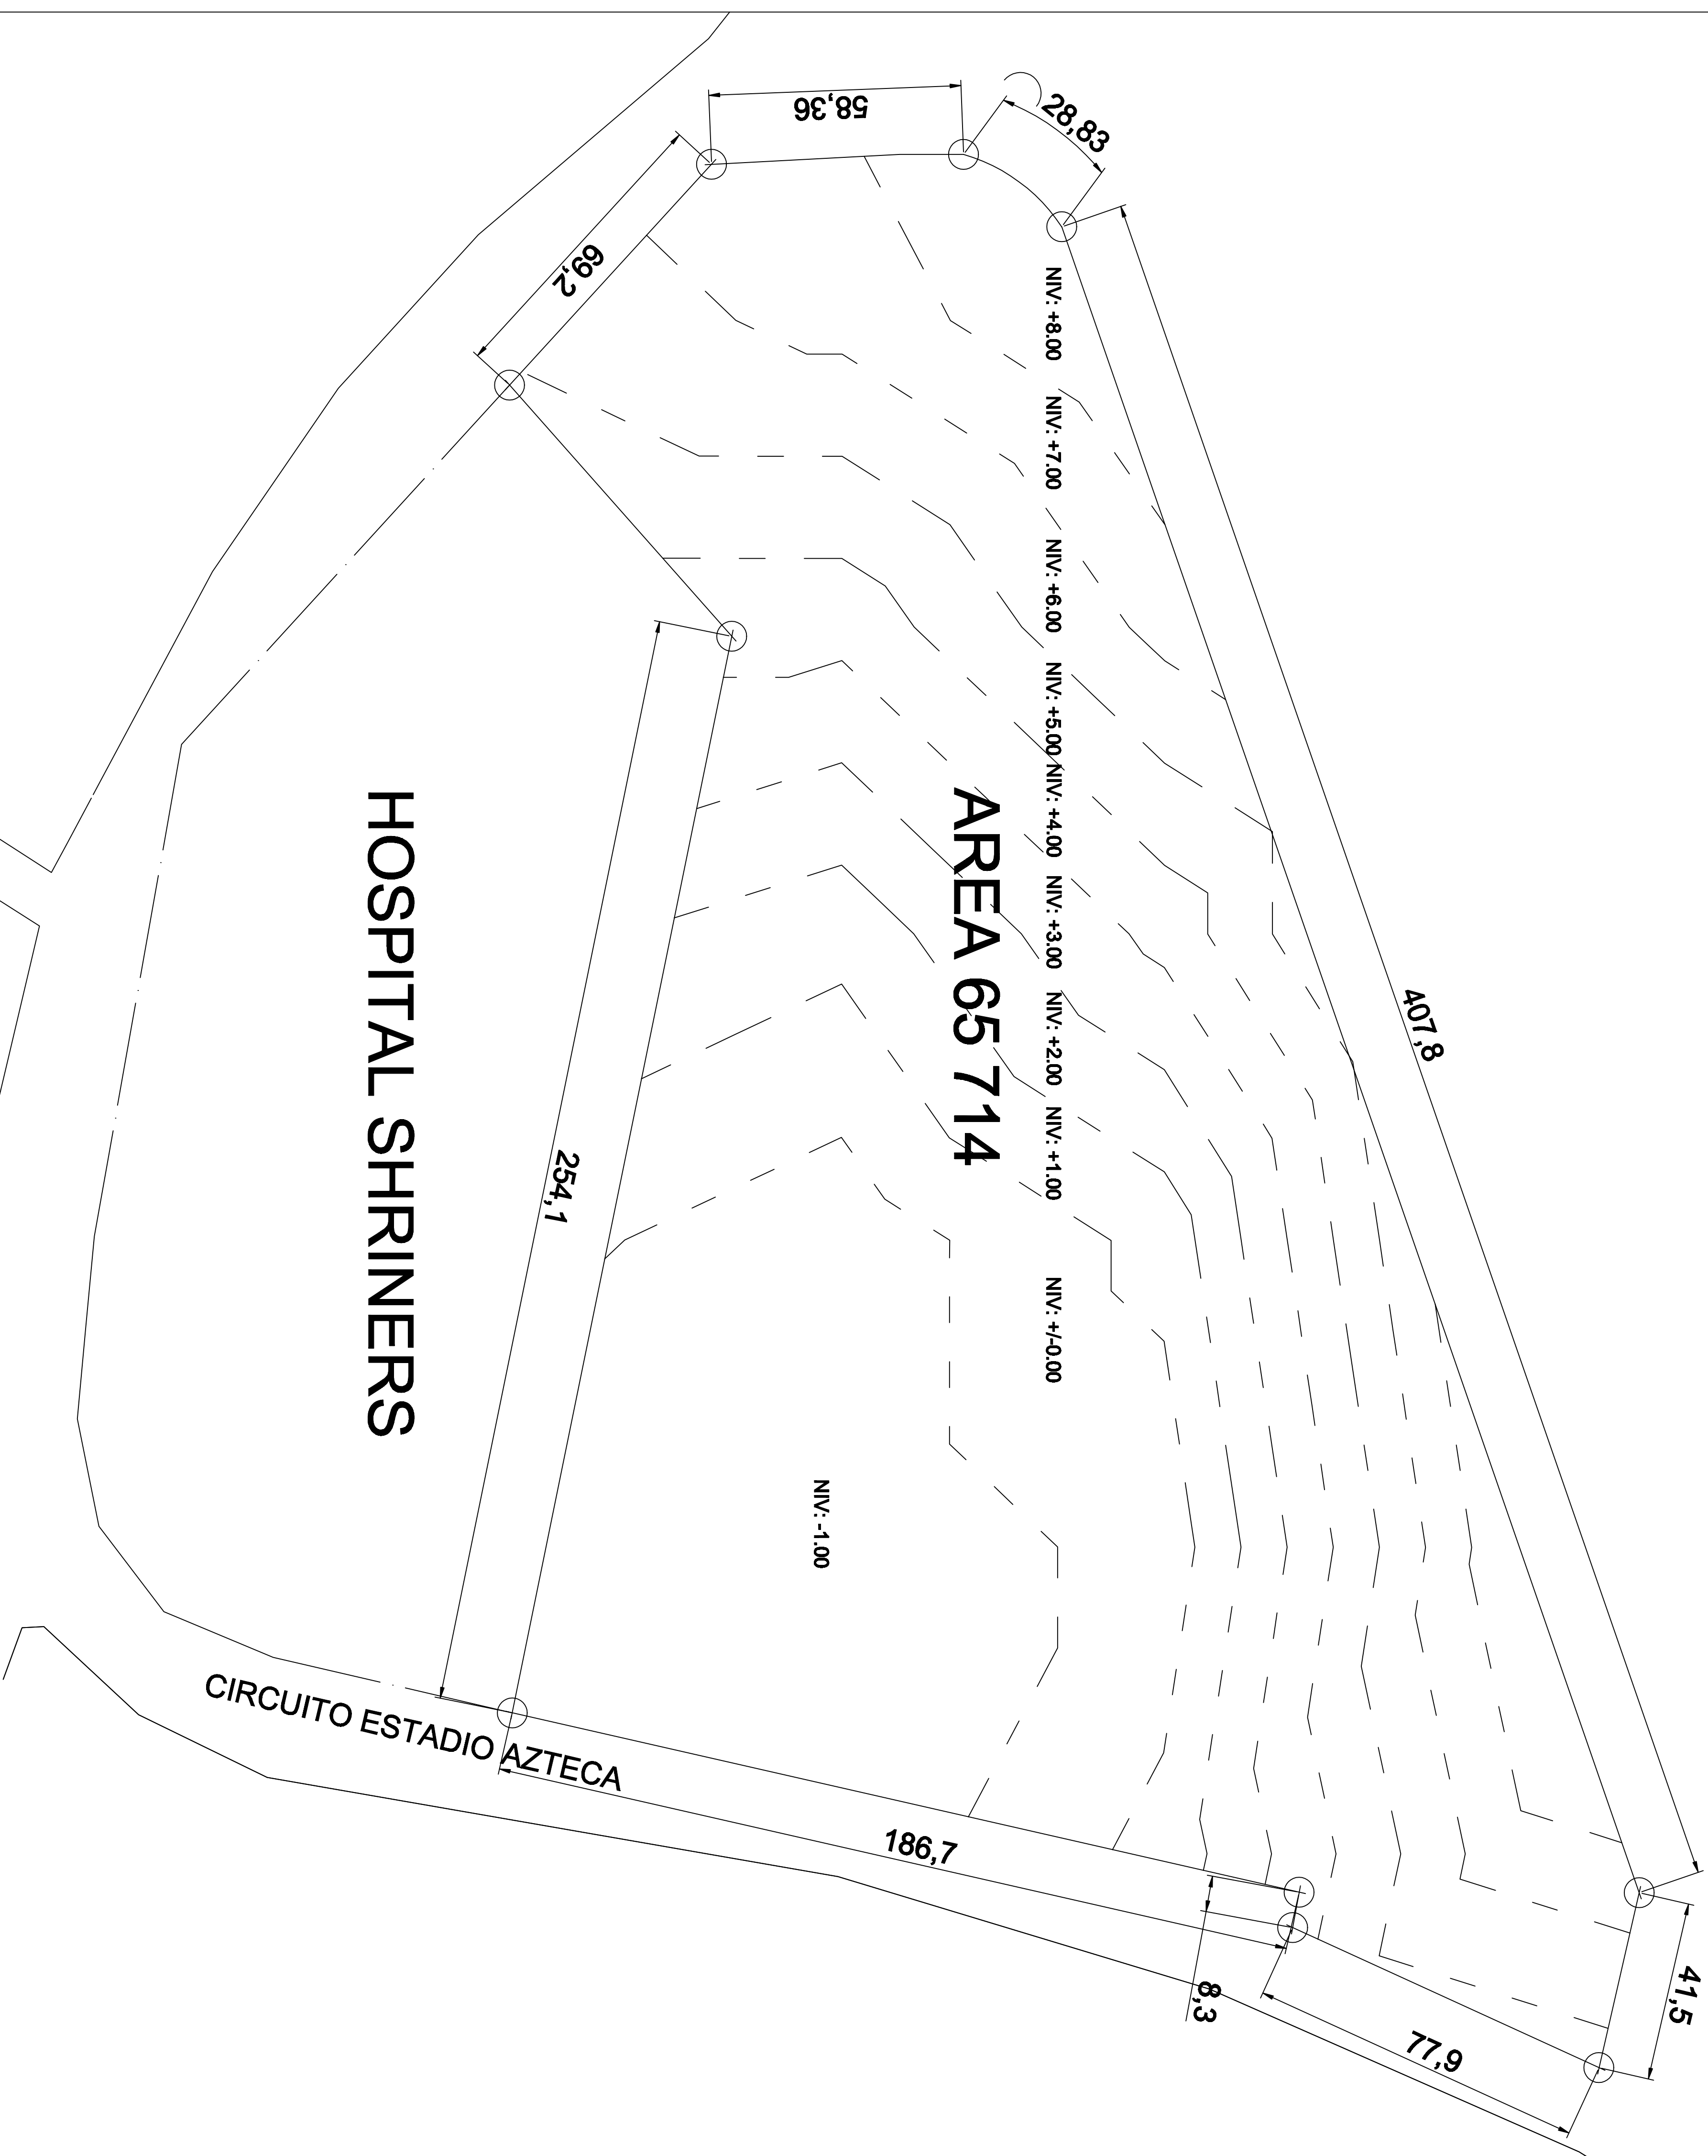 58,36
28,83
69,2
NIV: +8.00
NIV: +7.00
NIV: +6.00
NIV: +5.00
NIV: +4.00
NIV: +3.00
NIV: +2.00
NIV: +1.00
NIV: +/-0.00
NIV: -1.00
AREA 65 714
HOSPITAL SHRINERS
407,8
254,1
CIRCUITO ESTADIO AZTECA
186,7
8,3
77,9
41,5